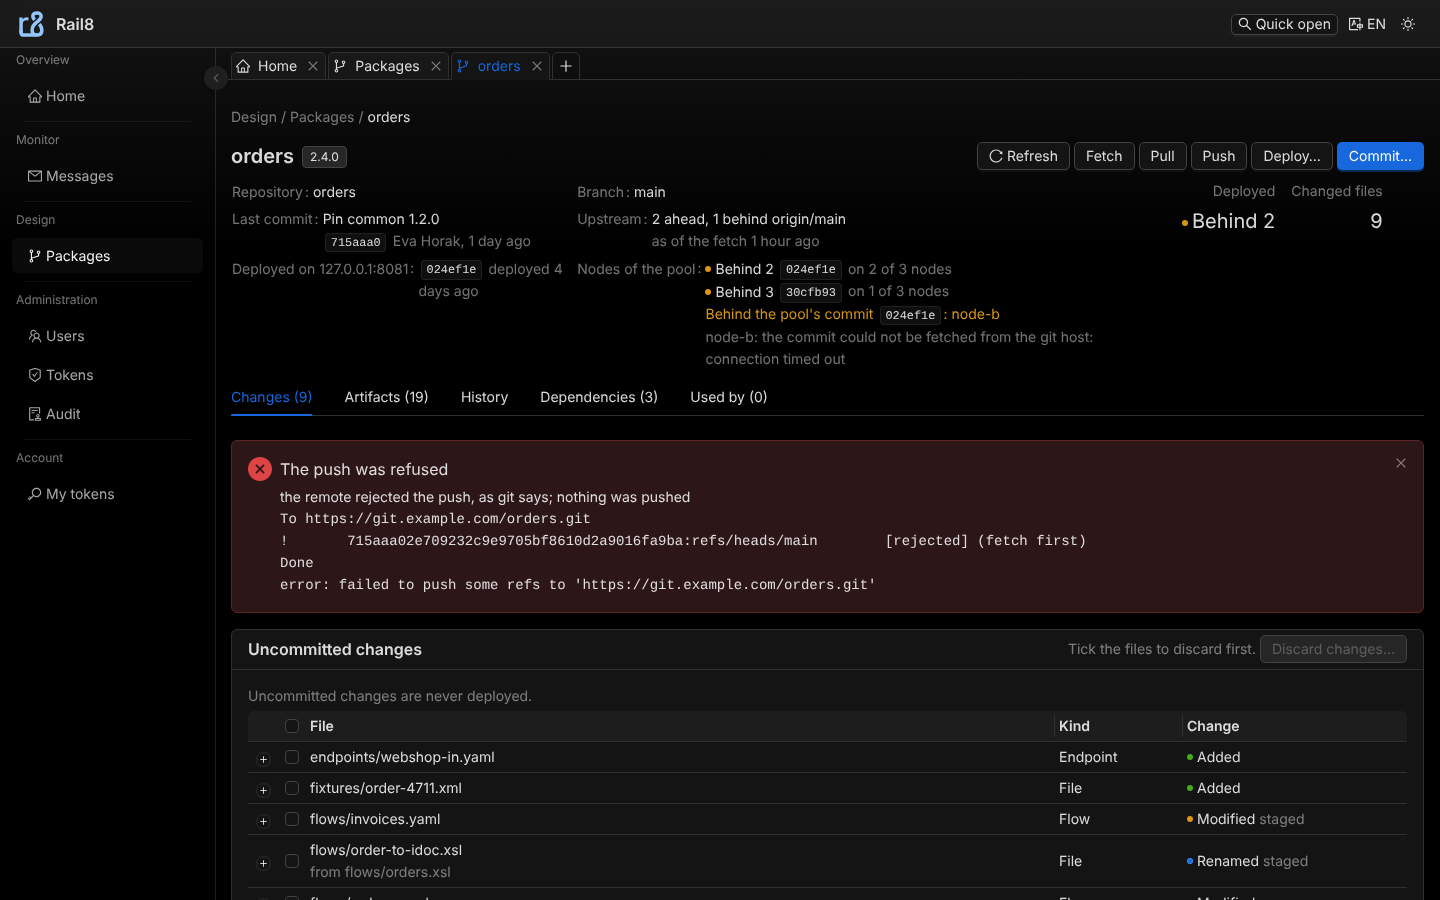 Rail8
Quick open
EN
Overview
Home
Monitor
Messages
Design
Packages
Administration
Users
Tokens
Audit
Account
My tokens
Home
Packages
orders
Design / Packages / orders
orders 2.4.0
Refresh
Fetch
Pull
Push
Deploy...
Commit...
Repository: orders
Branch: main
Deployed
Behind 2
Changed files
9
Last commit: Pin common 1.2.0
715aaa0 Eva Horak, 1 day ago
Upstream: 2 ahead, 1 behind origin/main
as of the fetch 1 hour ago
Deployed on 127.0.0.1:8081: 024ef1e deployed 4
days ago
Nodes of the pool: Behind 2 024ef1e on 2 of 3 nodes
Behind 3 30cfb93 on 1 of 3 nodes
Behind the pool's commit 024ef1e : node-b
node-b: the commit could not be fetched from the git host:
connection timed out
Changes (9)
Artifacts (19)
History
Dependencies (3)
Used by (0)
The push was refused
the remote rejected the push, as git says; nothing was pushed
To https://git.example.com/orders.git
! 715aaa02e709232c9e9705bf8610d2a9016fa9ba:refs/heads/main [rejected] (fetch first)
Done
error: failed to push some refs to 'https://git.example.com/orders.git'
Uncommitted changes
Tick the files to discard first.
Discard changes...
Uncommitted changes are never deployed.
File Kind Change
endpoints/webshop-in.yaml Endpoint Added
fixtures/order-4711.xml File Added
flows/invoices.yaml Flow Modified staged
flows/order-to-idoc.xsl File Renamed staged
from flows/orders.xsl